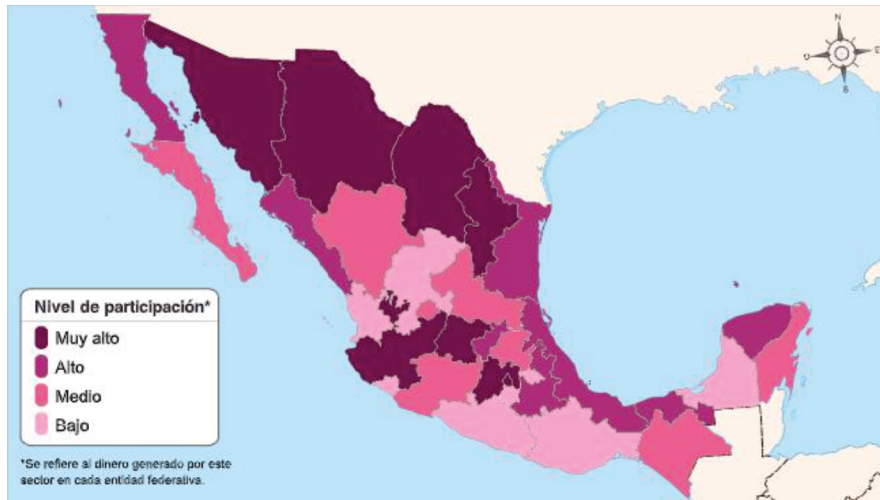 N
O
E
S
Nivel de participación*
Muy alto
Alto
Medio
Bajo
*Se refiere al dinero generado por este
sector en cada entidad federativa.